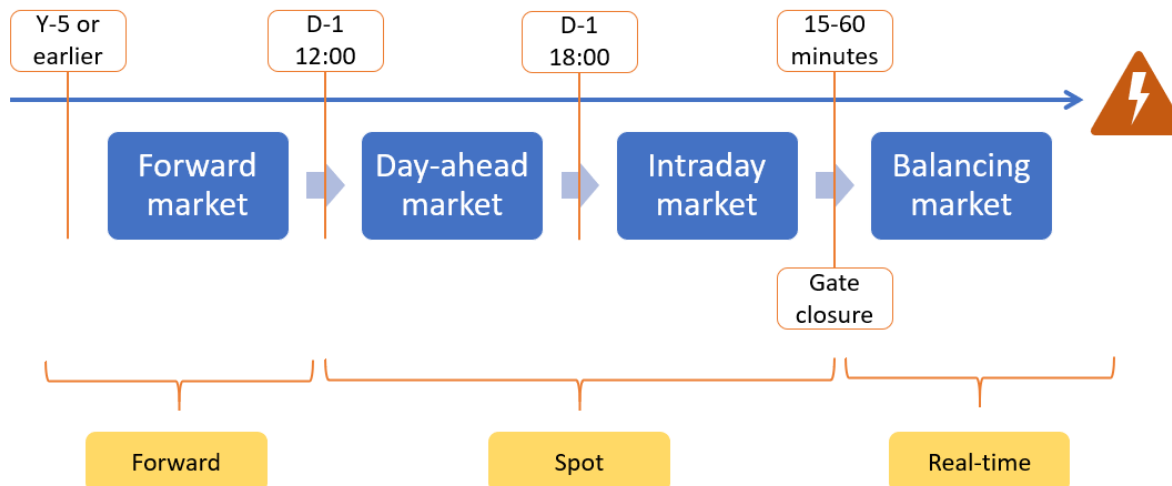 Y-5 or
earlier
D-1
12:00
D-1
18:00
15-60
minutes
Forward
market
Day-ahead
market
Intraday
market
Balancing
market
Gate
closure
Forward
Spot
Real-time